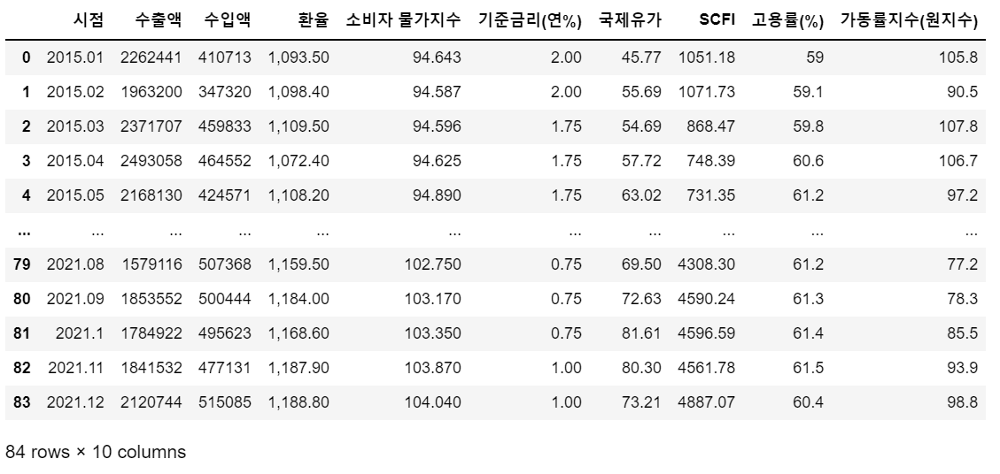 시점 수출액 수입액 환율 소비자 물가지수 기준금리(연%) 국제유가 SCFI 고용률(%) 가동률지수(원지수)
0 2015.01 2262441 410713 1,093.50 94.643 2.00 45.77 1051.18 59 105.8
1 2015.02 1963200 347320 1,098.40 94.587 2.00 55.69 1071.73 59.1 90.5
2 2015.03 2371707 459833 1,109.50 94.596 1.75 54.69 868.47 59.8 107.8
3 2015.04 2493058 464552 1,072.40 94.625 1.75 57.72 748.39 60.6 106.7
4 2015.05 2168130 424571 1,108.20 94.890 1.75 63.02 731.35 61.2 97.2
... ... ... ... ... ... ... ... ... ... ...
79 2021.08 1579116 507368 1,159.50 102.750 0.75 69.50 4308.30 61.2 77.2
80 2021.09 1853552 500444 1,184.00 103.170 0.75 72.63 4590.24 61.3 78.3
81 2021.1 1784922 495623 1,168.60 103.350 0.75 81.61 4596.59 61.4 85.5
82 2021.11 1841532 477131 1,187.90 103.870 1.00 80.30 4561.78 61.5 93.9
83 2021.12 2120744 515085 1,188.80 104.040 1.00 73.21 4887.07 60.4 98.8
84 rows × 10 columns